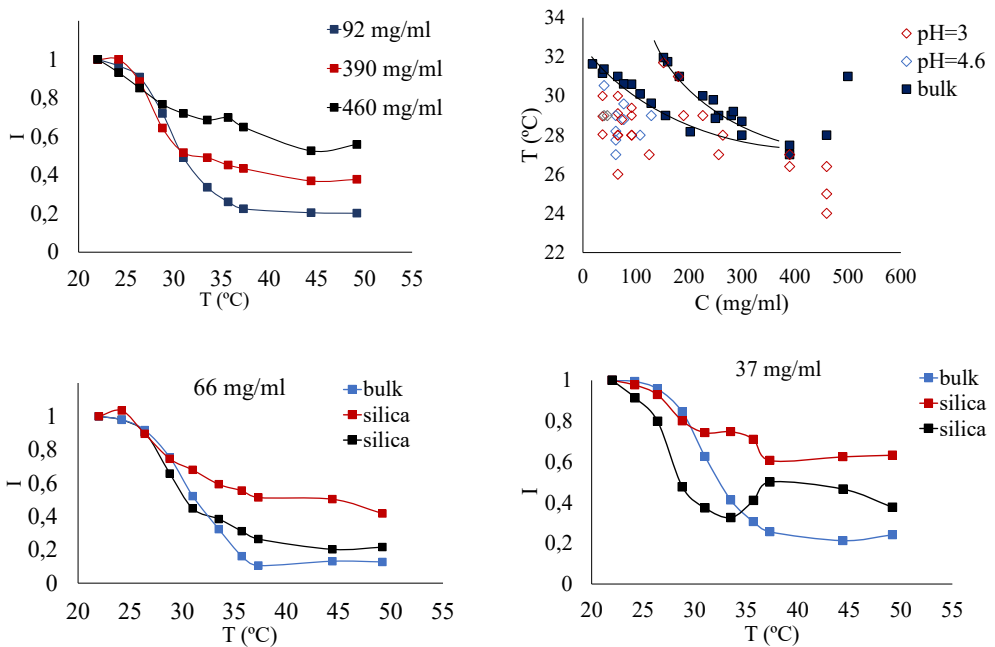 1
0,8
0,6
0,4
0,2
0
I
20 25 30 35 40 45 50 55
T (ºC)
92 mg/ml
390 mg/ml
460 mg/ml
34
32
30
28
26
24
22
T (ºC)
0 100 200 300 400 500 600
C (mg/ml)
pH=3
pH=4.6
bulk
66 mg/ml
bulk
silica
silica
1
0,8
0,6
0,4
0,2
0
I
20 25 30 35 40 45 50 55
T (ºC)
37 mg/ml
bulk
silica
silica
1
0,8
0,6
0,4
0,2
0
I
20 25 30 35 40 45 50 55
T (ºC)